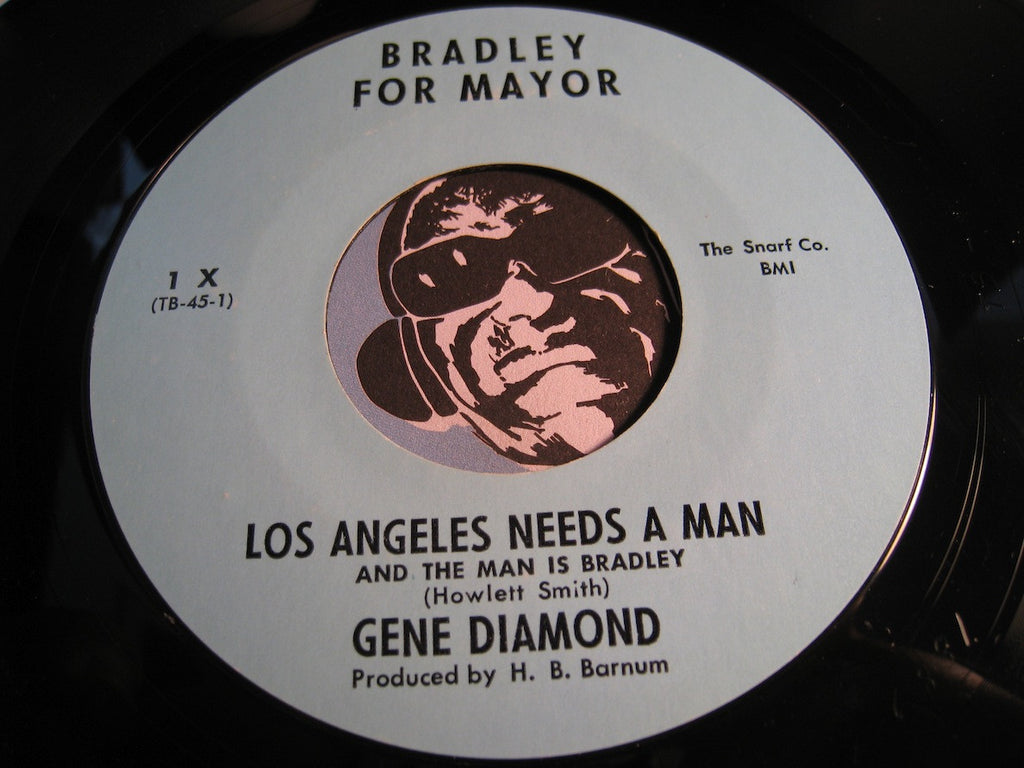 BRADLEY
FOR MAYOR
1 X
(TB-45-1)
The Snarf Co.
BMI
LOS ANGELES NEEDS A MAN
AND THE MAN IS BRADLEY
(Howlett Smith)
GENE DIAMOND
Produced by H. B. Barnum